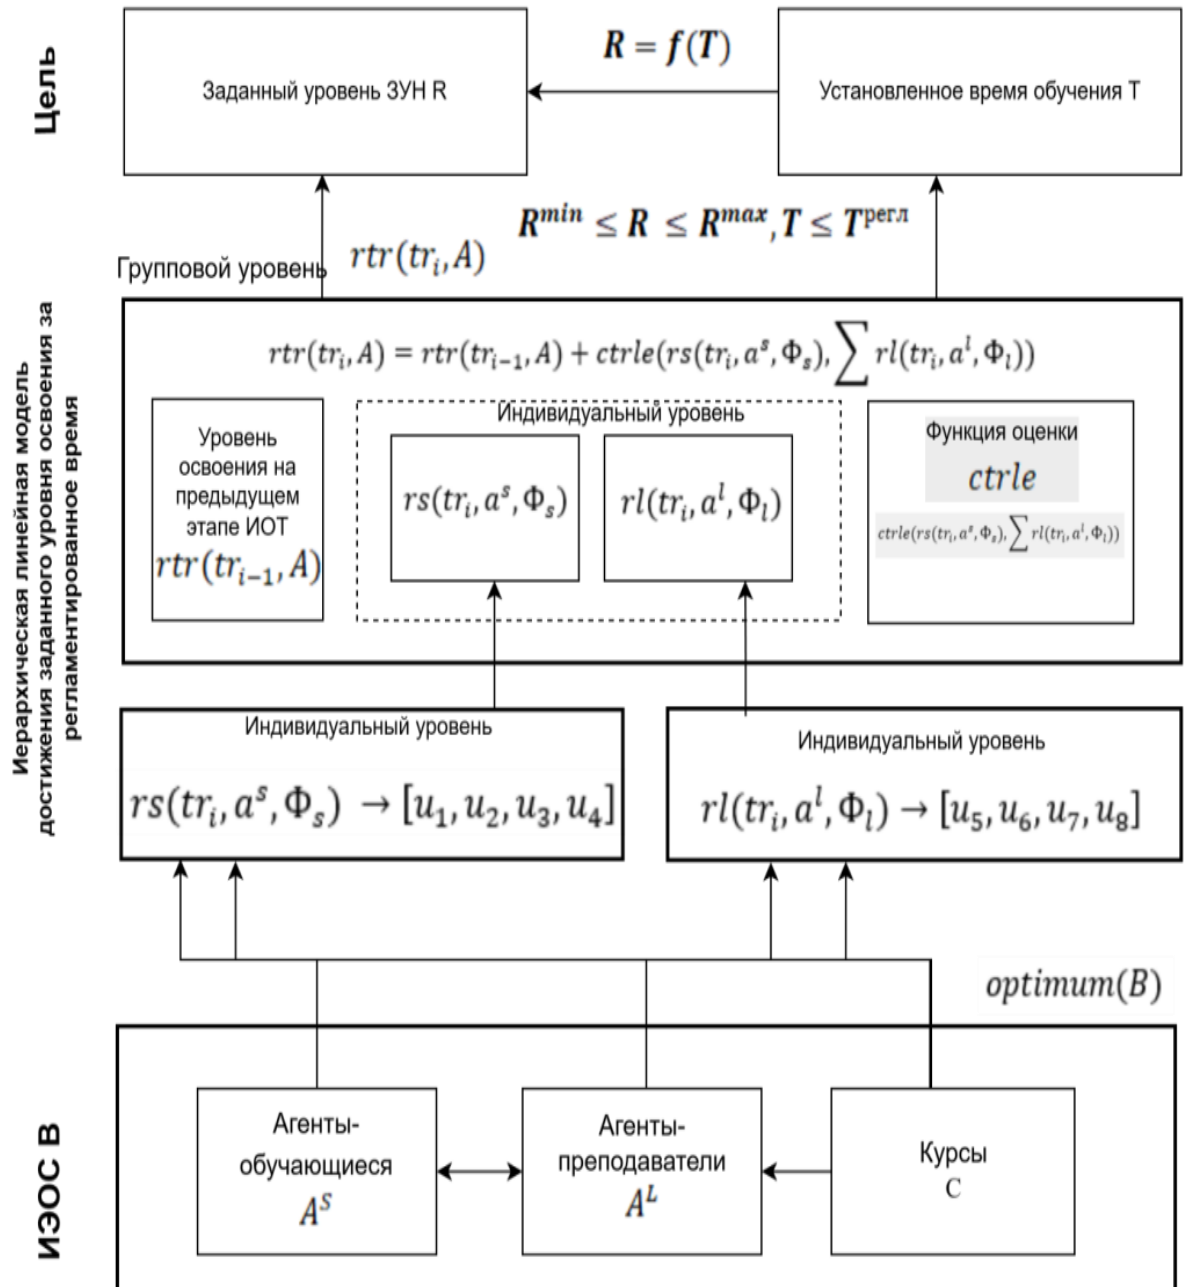 Цель
Заданный уровень ЗУН R
R = f(T)
Установленное время обучения T
R^min ≤ R ≤ R^max, T ≤ T^регл
Групповой уровень
rtr(tr_i, A)
Иерархическая линейная модель
достижения заданного уровня освоения за
регламентированное время
rtr(tr_i, A) = rtr(tr_{i−1}, A) + ctrle(rs(tr_i, a^s, Φ_s), ∑ rl(tr_i, a^l, Φ_l))
Уровень
освоения на
предыдущем
этапе ИОТ
rtr(tr_{i−1}, A)
Индивидуальный уровень
rs(tr_i, a^s, Φ_s)
rl(tr_i, a^l, Φ_l)
Функция оценки
ctrle
ctrle(rs(tr_i, a^s, Φ_s), ∑ rl(tr_i, a^l, Φ_l))
Индивидуальный уровень
rs(tr_i, a^s, Φ_s) → [u_1, u_2, u_3, u_4]
Индивидуальный уровень
rl(tr_i, a^l, Φ_l) → [u_5, u_6, u_7, u_8]
optimum(B)
ИЭОС B
Агенты-
обучающиеся
A^S
Агенты-
преподаватели
A^L
Курсы
C